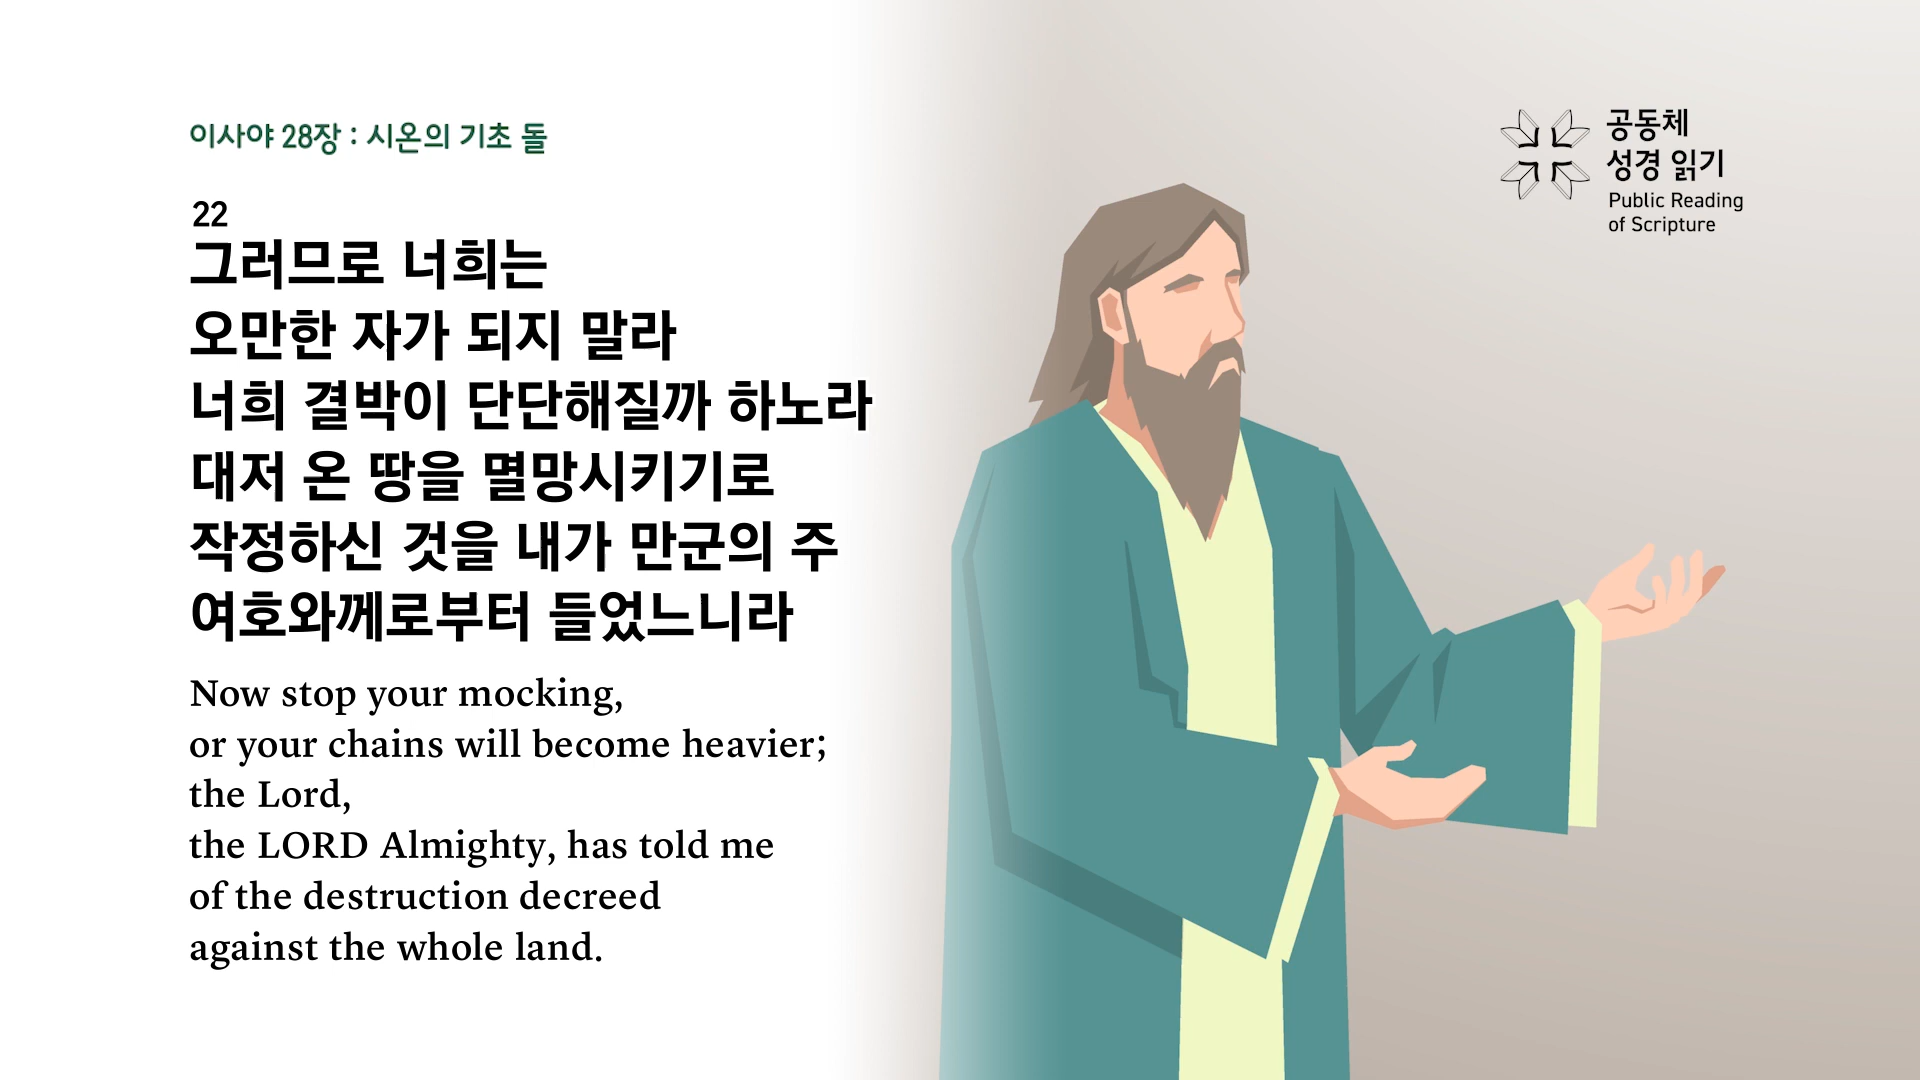 이사야 28장 : 시온의 기초 돌
22
그러므로 너희는
오만한 자가 되지 말라
너희 결박이 단단해질까 하노라
대저 온 땅을 멸망시키기로
작정하신 것을 내가 만군의 주
여호와께로부터 들었느니라
Now stop your mocking,
or your chains will become heavier;
the Lord,
the LORD Almighty, has told me
of the destruction decreed
against the whole land.
공동체
성경 읽기
Public Reading
of Scripture